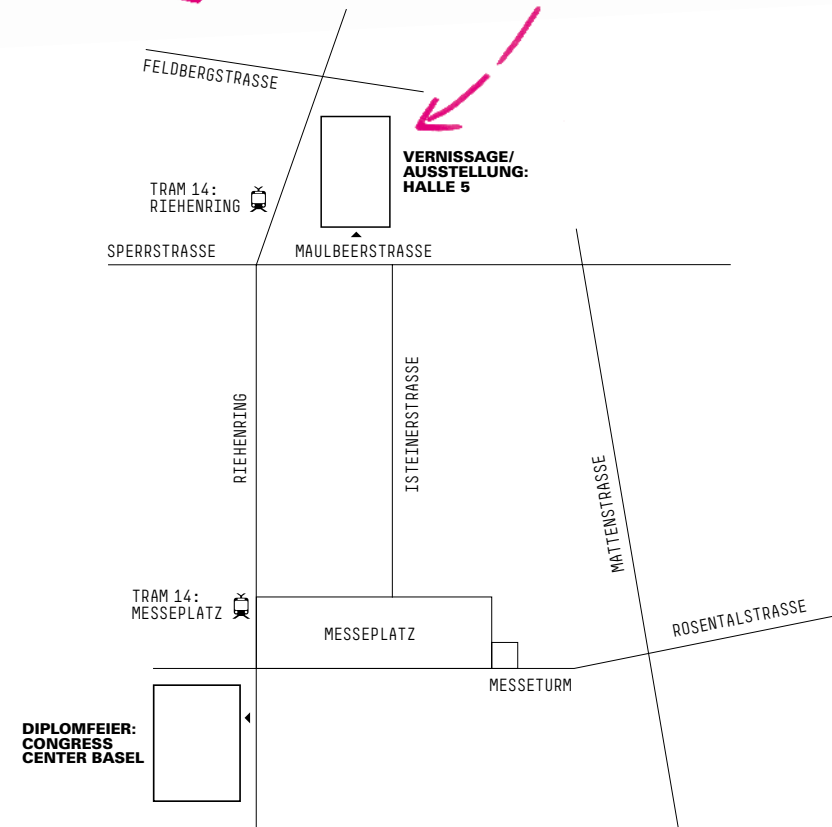 FELDBERGSTRASSE
VERNISSAGE/
AUSSTELLUNG:
HALLE 5
TRAM 14:
RIEHENRING
SPERRSTRASSE
MAULBEERSTRASSE
RIEHENRING
ISTEINERSTRASSE
MATTENSTRASSE
TRAM 14:
MESSEPLATZ
MESSEPLATZ
ROSENTALSTRASSE
MESSETURM
DIPLOMFEIER:
CONGRESS
CENTER BASEL